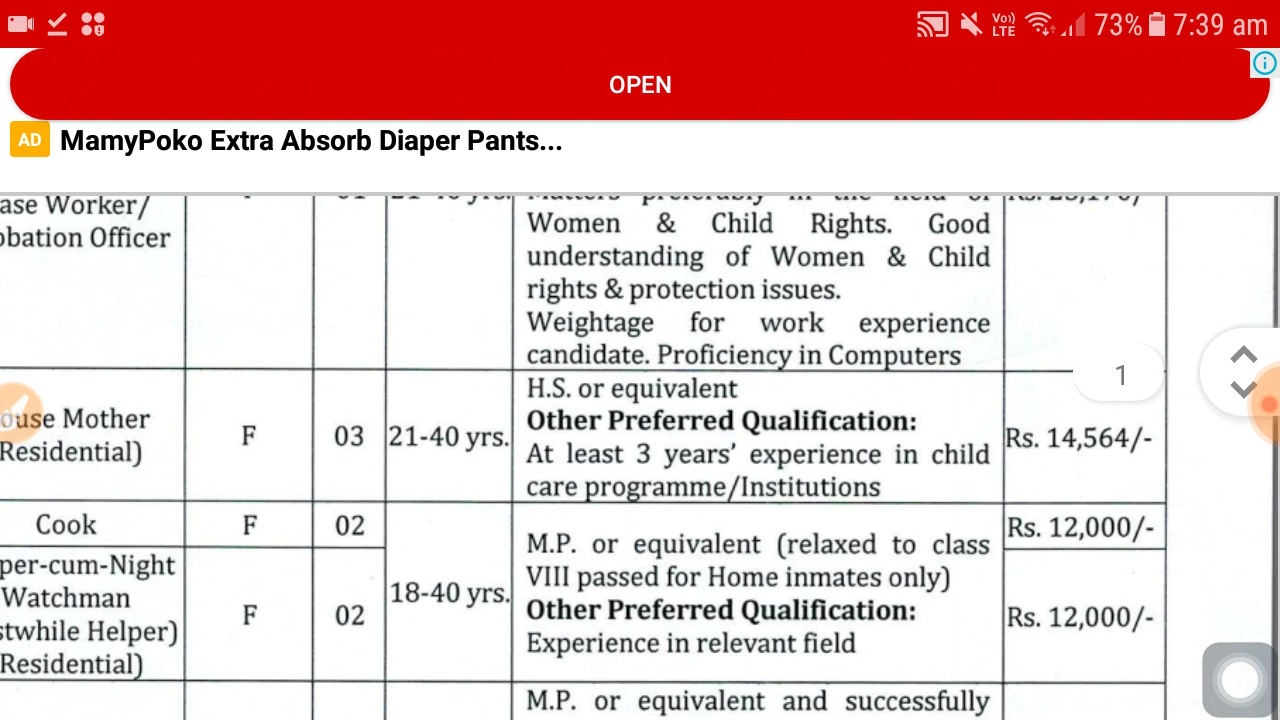 Vo)) LTE 73% 7:39 am
OPEN
AD MamyPoko Extra Absorb Diaper Pants...
ase Worker/
obation Officer
Women & Child Rights. Good
understanding of Women & Child
rights & protection issues.
Weightage for work experience
candidate. Proficiency in Computers
1
ouse Mother
Residential)
F
03
21-40 yrs.
H.S. or equivalent
Other Preferred Qualification:
At least 3 years' experience in child
care programme/Institutions
Rs. 14,564/-
Cook
F
02
Rs. 12,000/-
per-cum-Night
Watchman
stwhile Helper)
Residential)
F
02
18-40 yrs.
M.P. or equivalent (relaxed to class
VIII passed for Home inmates only)
Other Preferred Qualification:
Experience in relevant field
Rs. 12,000/-
M.P. or equivalent and successfully